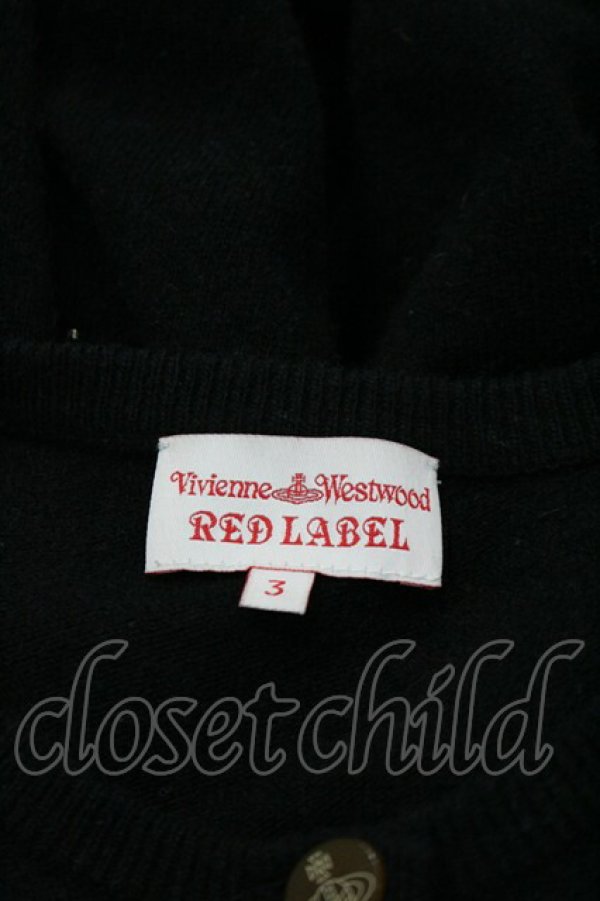 Vivienne Westwood
RED LABEL
3
closetchild